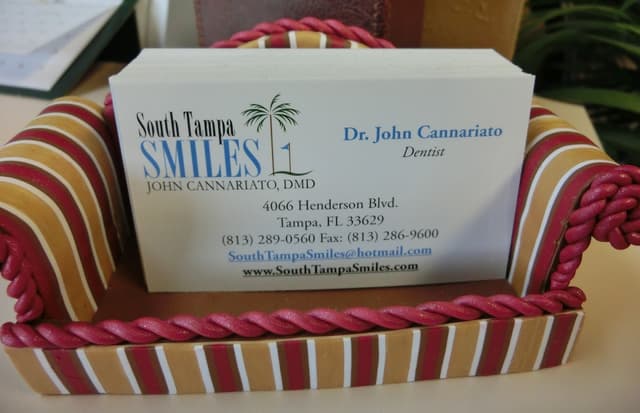 South Tampa
SMILES
JOHN CANNARIATO, DMD
Dr. John Cannariato
Dentist
4066 Henderson Blvd.
Tampa, FL 33629
(813) 289-0560 Fax: (813) 286-9600
SouthTampaSmiles@hotmail.com
www.SouthTampaSmiles.com